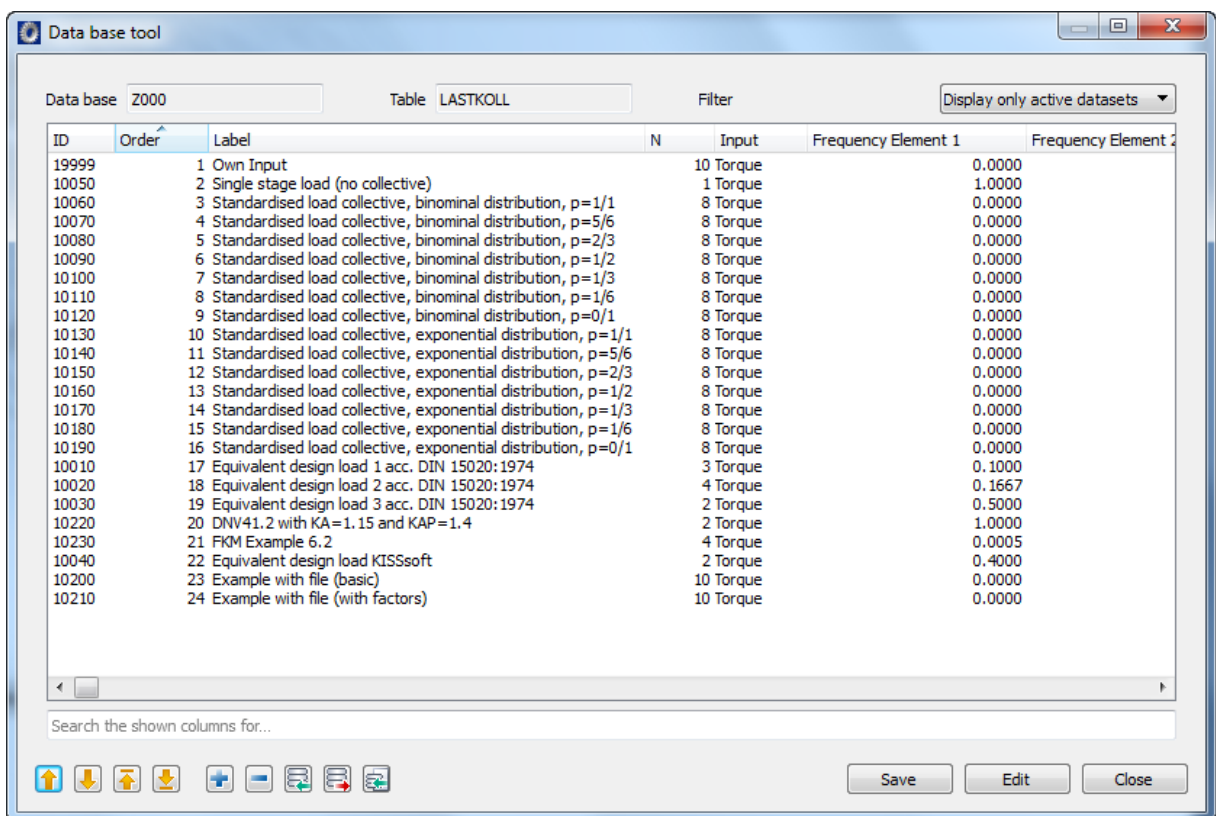 Data base tool
Data base Z000 Table LASTKOLL Filter Display only active datasets
ID Order Label N Input Frequency Element 1 Frequency Element 2
19999 1 Own Input 10 Torque 0.0000
10050 2 Single stage load (no collective) 1 Torque 1.0000
10060 3 Standardised load collective, binominal distribution, p=1/1 8 Torque 0.0000
10070 4 Standardised load collective, binominal distribution, p=5/6 8 Torque 0.0000
10080 5 Standardised load collective, binominal distribution, p=2/3 8 Torque 0.0000
10090 6 Standardised load collective, binominal distribution, p=1/2 8 Torque 0.0000
10100 7 Standardised load collective, binominal distribution, p=1/3 8 Torque 0.0000
10110 8 Standardised load collective, binominal distribution, p=1/6 8 Torque 0.0000
10120 9 Standardised load collective, binominal distribution, p=0/1 8 Torque 0.0000
10130 10 Standardised load collective, exponential distribution, p=1/1 8 Torque 0.0000
10140 11 Standardised load collective, exponential distribution, p=5/6 8 Torque 0.0000
10150 12 Standardised load collective, exponential distribution, p=2/3 8 Torque 0.0000
10160 13 Standardised load collective, exponential distribution, p=1/2 8 Torque 0.0000
10170 14 Standardised load collective, exponential distribution, p=1/3 8 Torque 0.0000
10180 15 Standardised load collective, exponential distribution, p=1/6 8 Torque 0.0000
10190 16 Standardised load collective, exponential distribution, p=0/1 8 Torque 0.0000
10010 17 Equivalent design load 1 acc. DIN 15020:1974 3 Torque 0.1000
10020 18 Equivalent design load 2 acc. DIN 15020:1974 4 Torque 0.1667
10030 19 Equivalent design load 3 acc. DIN 15020:1974 2 Torque 0.5000
10220 20 DNV41.2 with KA=1.15 and KAP=1.4 2 Torque 1.0000
10230 21 FKM Example 6.2 4 Torque 0.0005
10040 22 Equivalent design load KISSsoft 2 Torque 0.4000
10200 23 Example with file (basic) 10 Torque 0.0000
10210 24 Example with file (with factors) 10 Torque 0.0000
Search the shown columns for...
Save Edit Close